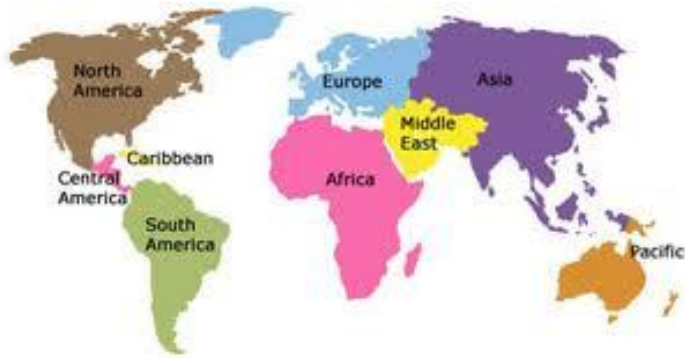 North
America
Europe
Asia
Middle
East
Caribbean
Central
America
Africa
South
America
Pacific